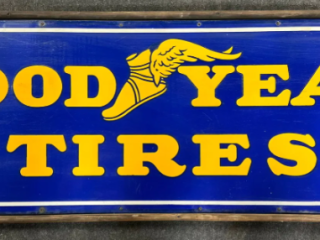 OOD YEA
TIRES